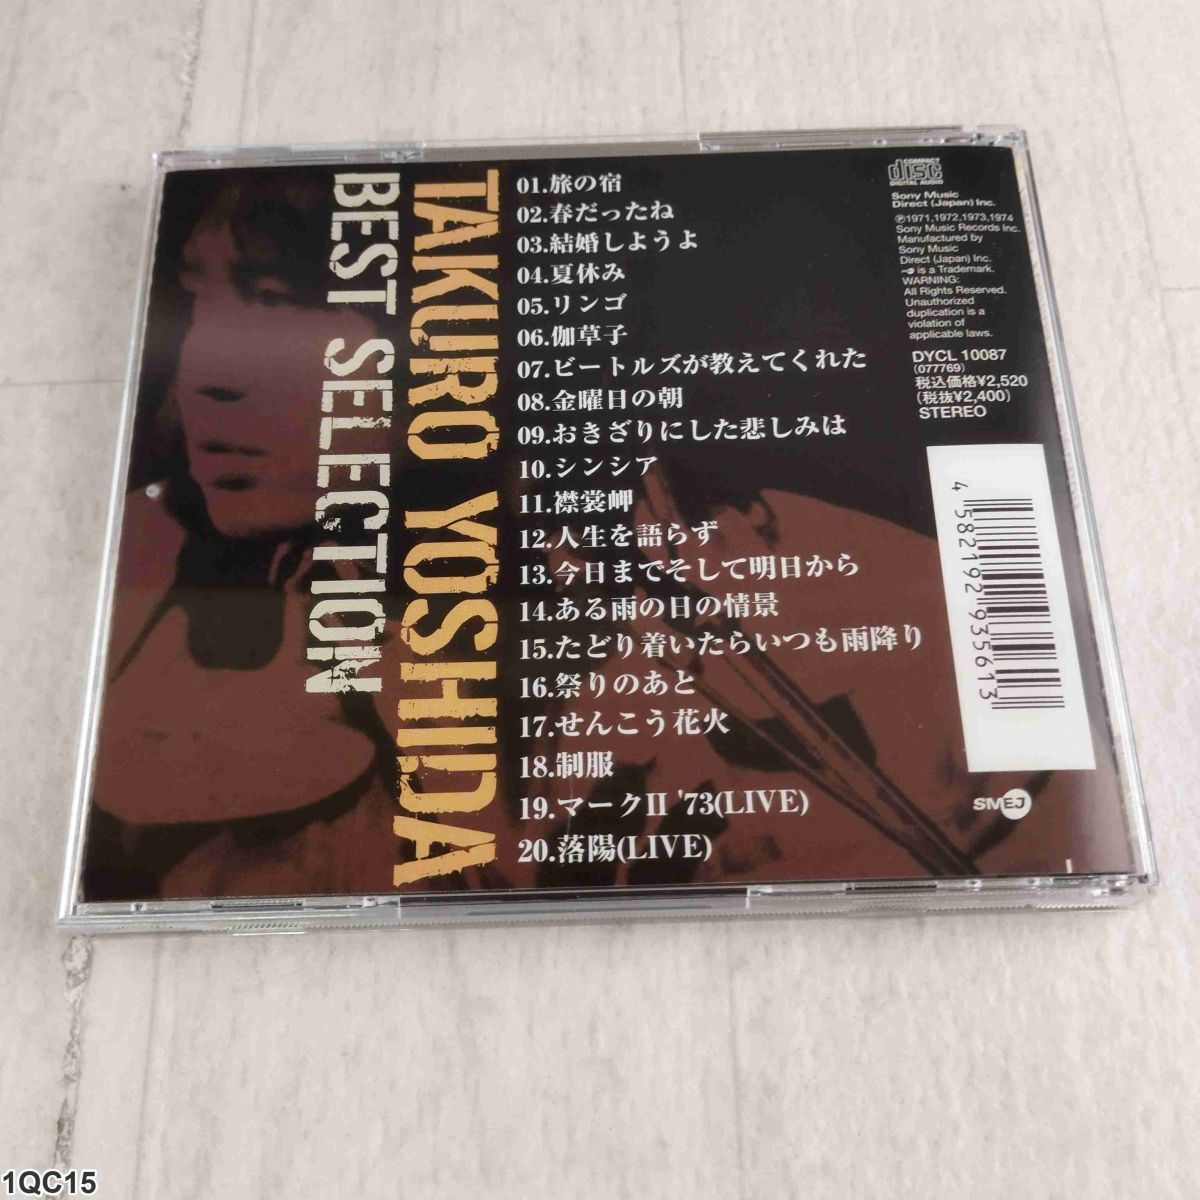 TAKURO YOSHIDA
BEST SELECTION
01.旅の宿
02.春だったね
03.結婚しようよ
04.夏休み
05.リンゴ
06.伽草子
07.ビートルズが教えてくれた
08.金曜日の朝
09.おきざりにした悲しみは
10.シンシア
11.襟裳岬
12.人生を語らず
13.今日までそして明日から
14.ある雨の日の情景
15.たどり着いたらいつも雨降り
16.祭りのあと
17.せんこう花火
18.制服
19.マークII '73(LIVE)
20.落陽(LIVE)
COMPACT
disc
DIGITAL AUDIO
Sony Music
Direct (Japan) Inc.
℗1971,1972,1973,1974
Sony Music Records Inc.
Manufactured by
Sony Music
Direct (Japan) Inc.
is a Trademark.
WARNING:
All Rights Reserved.
Unauthorized
duplication is a
violation of
applicable laws.
DYCL 10087
(077769)
税込価格¥2,520
(税抜¥2,400)
STEREO
4 582192 935613
SMEJ
1QC15